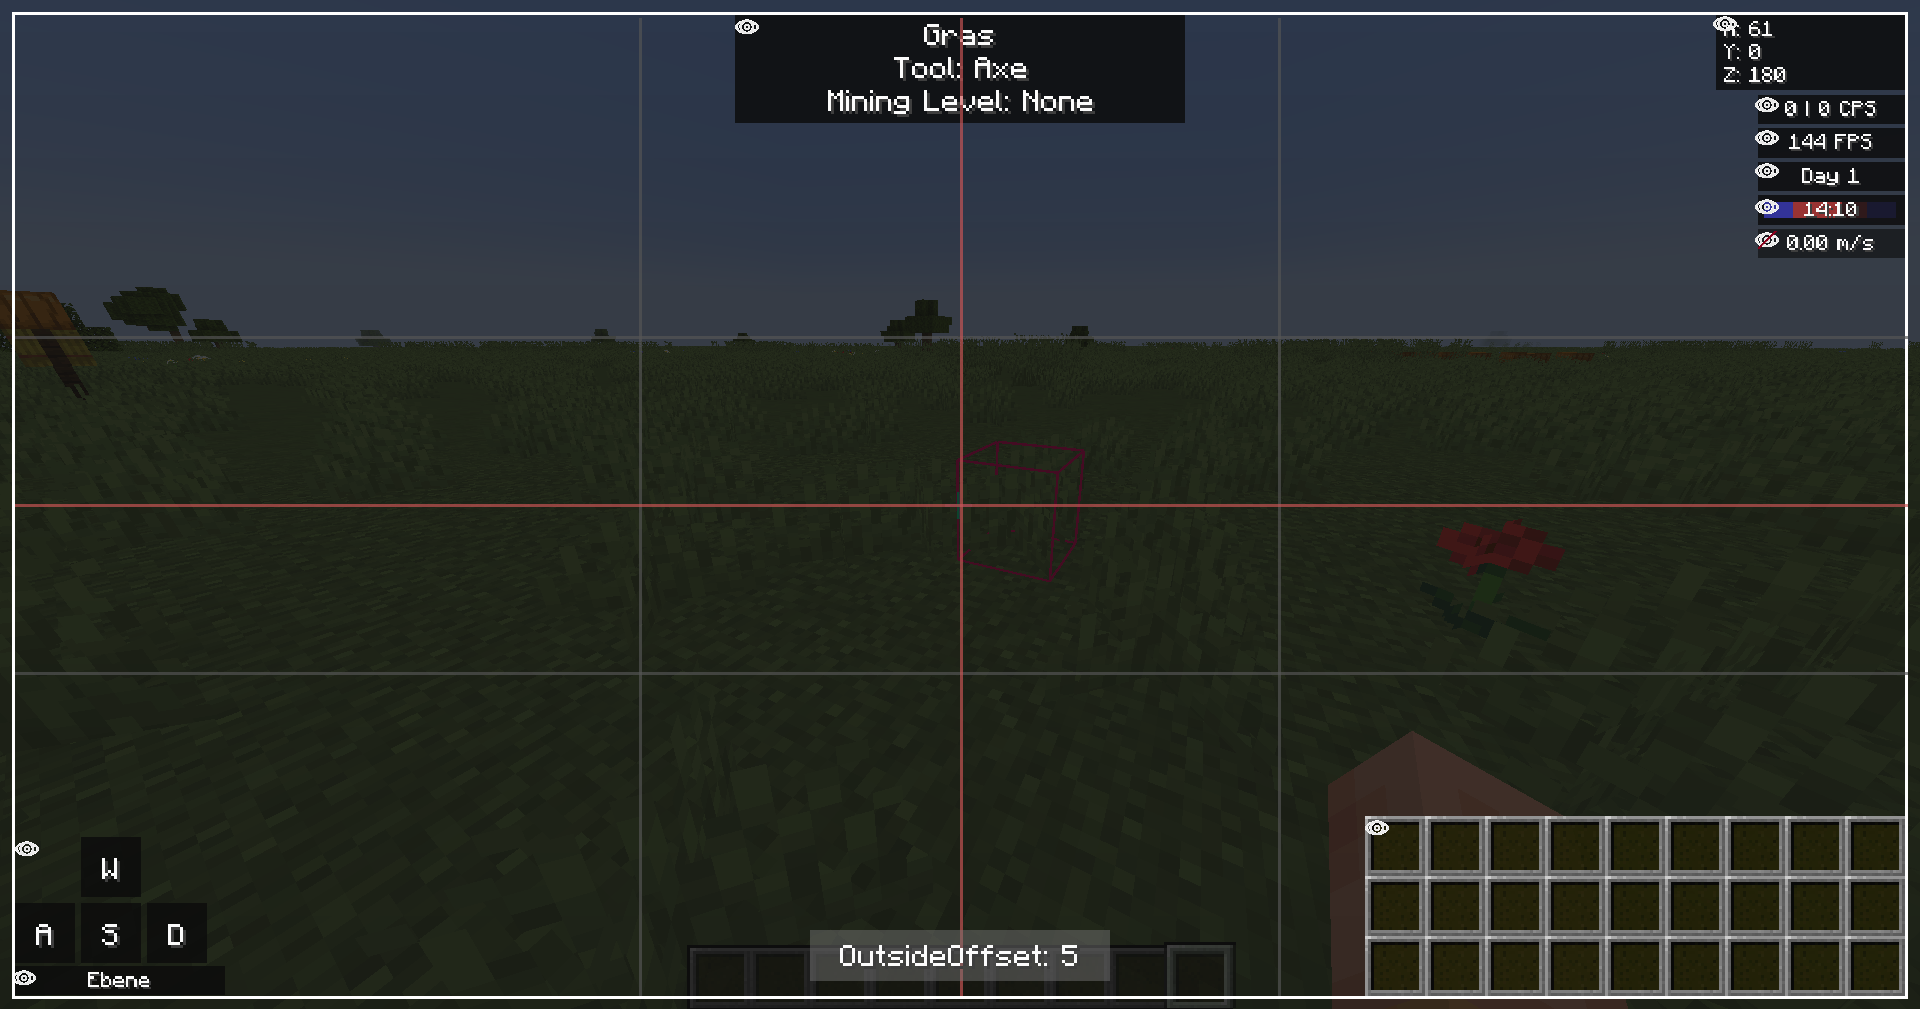 Gras
Tool: Axe
Mining Level: None
X: 61
Y: 0
Z: 180
0 | 0 CPS
144 FPS
Day 1
14:10
0.00 m/s
W
A S D
Ebene
OutsideOffset: 5